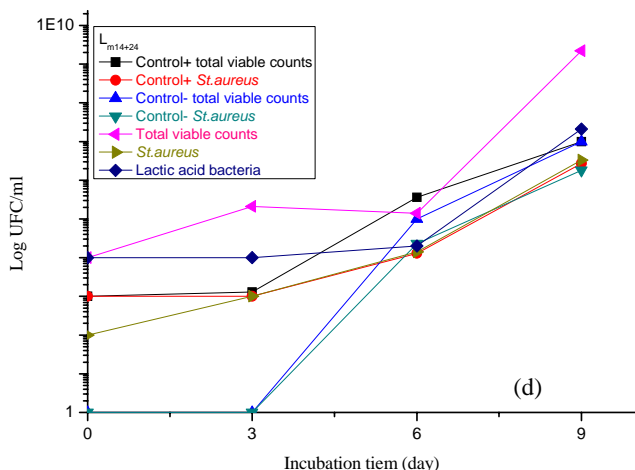 1E10
L m14+24
Control+ total viable counts
Control+ St.aureus
Control- total viable counts
Control- St.aureus
Total viable counts
St.aureus
Lactic acid bacteria
Log UFC/ml
1
(d)
0 3 6 9
Incubation tiem (day)